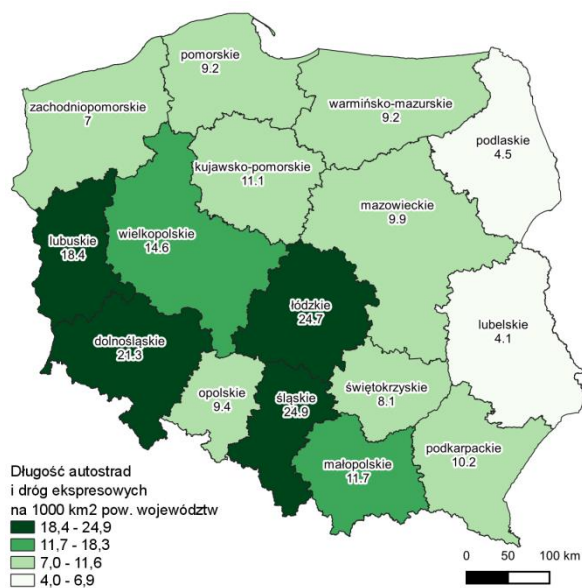 pomorskie
9.2
zachodniopomorskie
7
warmińsko-mazurskie
9.2
podlaskie
4.5
kujawsko-pomorskie
11.1
mazowieckie
9.9
lubuskie
18.4
wielkopolskie
14.6
łódzkie
24.7
lubelskie
4.1
dolnośląskie
21.3
opolskie
9.4
śląskie
24.9
świętokrzyskie
8.1
małopolskie
11.7
podkarpackie
10.2
Długość autostrad
i dróg ekspresowych
na 1000 km2 pow. województw
18,4 - 24,9
11,7 - 18,3
7,0 - 11,6
4,0 - 6,9
0 50 100 km